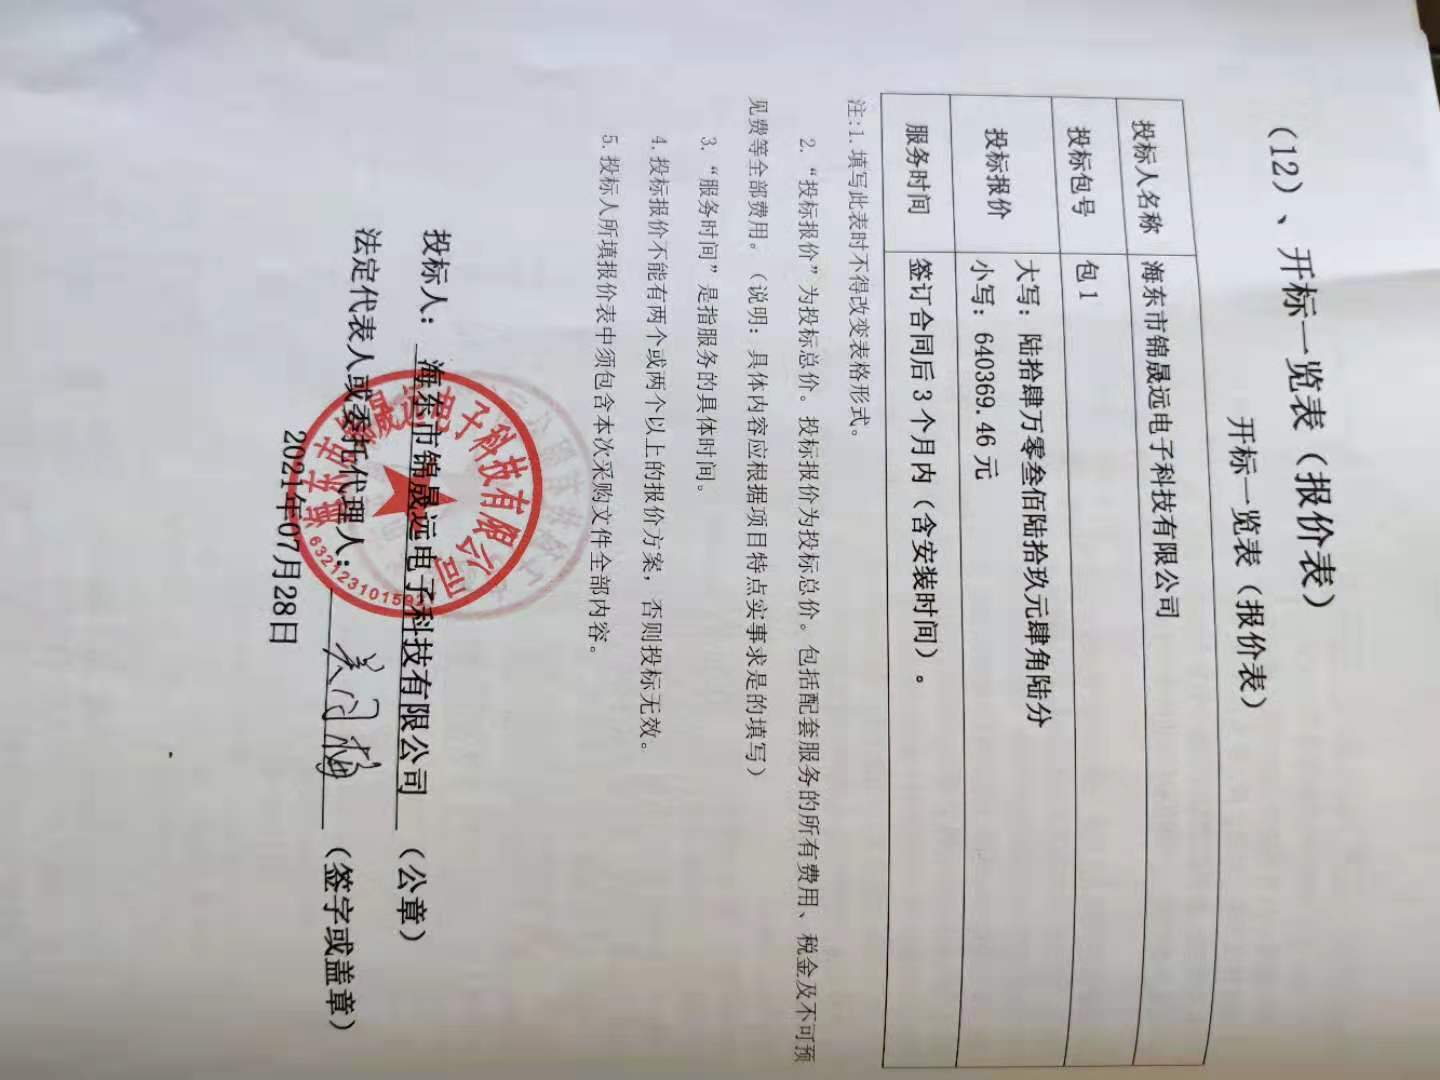 （12）、开标一览表（报价表）
开标一览表（报价表）
投标人名称 海东市锦晟远电子科技有限公司
投标包号 包1
投标报价 大写：陆拾肆万零叁佰陆拾玖元肆角陆分
小写：640369.46元
服务时间 签订合同后3个月内（含安装时间）。
注:1.填写此表时不得改变表格形式。
2.“投标报价”为投标总价。投标报价为投标总价。包括配套服务的所有费用、税金及不可预
见费等全部费用。（说明：具体内容应根据项目特点实事求是的填写）
3.“服务时间”是指服务的具体时间。
4.投标报价不能有两个或两个以上的报价方案，否则投标无效。
5.投标人所填报价表中须包含本次采购文件全部内容。
投标人：海东市锦晟远电子科技有限公司（公章）
法定代表人或委托代理人：（签字或盖章）
2021年07月28日
海东市锦晟远电子科技有限公司